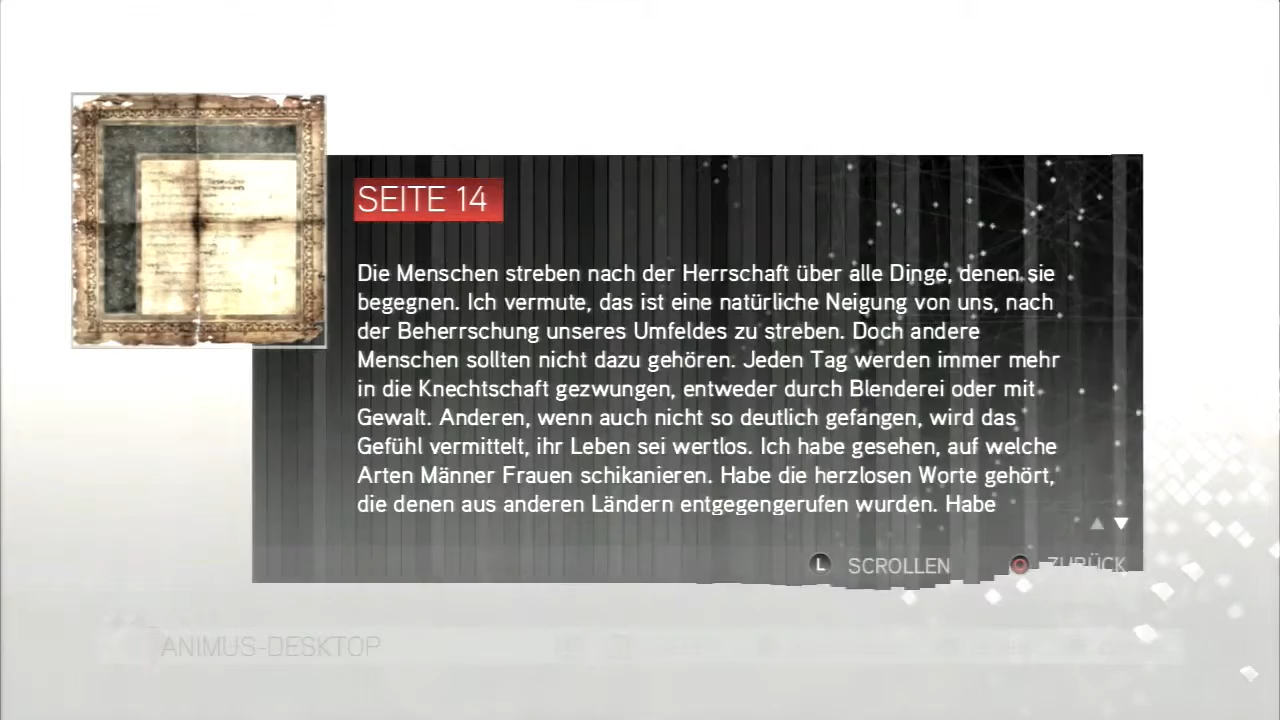 SEITE 14
Die Menschen streben nach der Herrschaft über alle Dinge, denen sie
begegnen. Ich vermute, das ist eine natürliche Neigung von uns, nach
der Beherrschung unseres Umfeldes zu streben. Doch andere
Menschen sollten nicht dazu gehören. Jeden Tag werden immer mehr
in die Knechtschaft gezwungen, entweder durch Blenderei oder mit
Gewalt. Anderen, wenn auch nicht so deutlich gefangen, wird das
Gefühl vermittelt, ihr Leben sei wertlos. Ich habe gesehen, auf welche
Arten Männer Frauen schikanieren. Habe die herzlosen Worte gehört,
die denen aus anderen Ländern entgegengerufen wurden. Habe
L SCROLLEN ZURÜCK
ANIMUS-DESKTOP